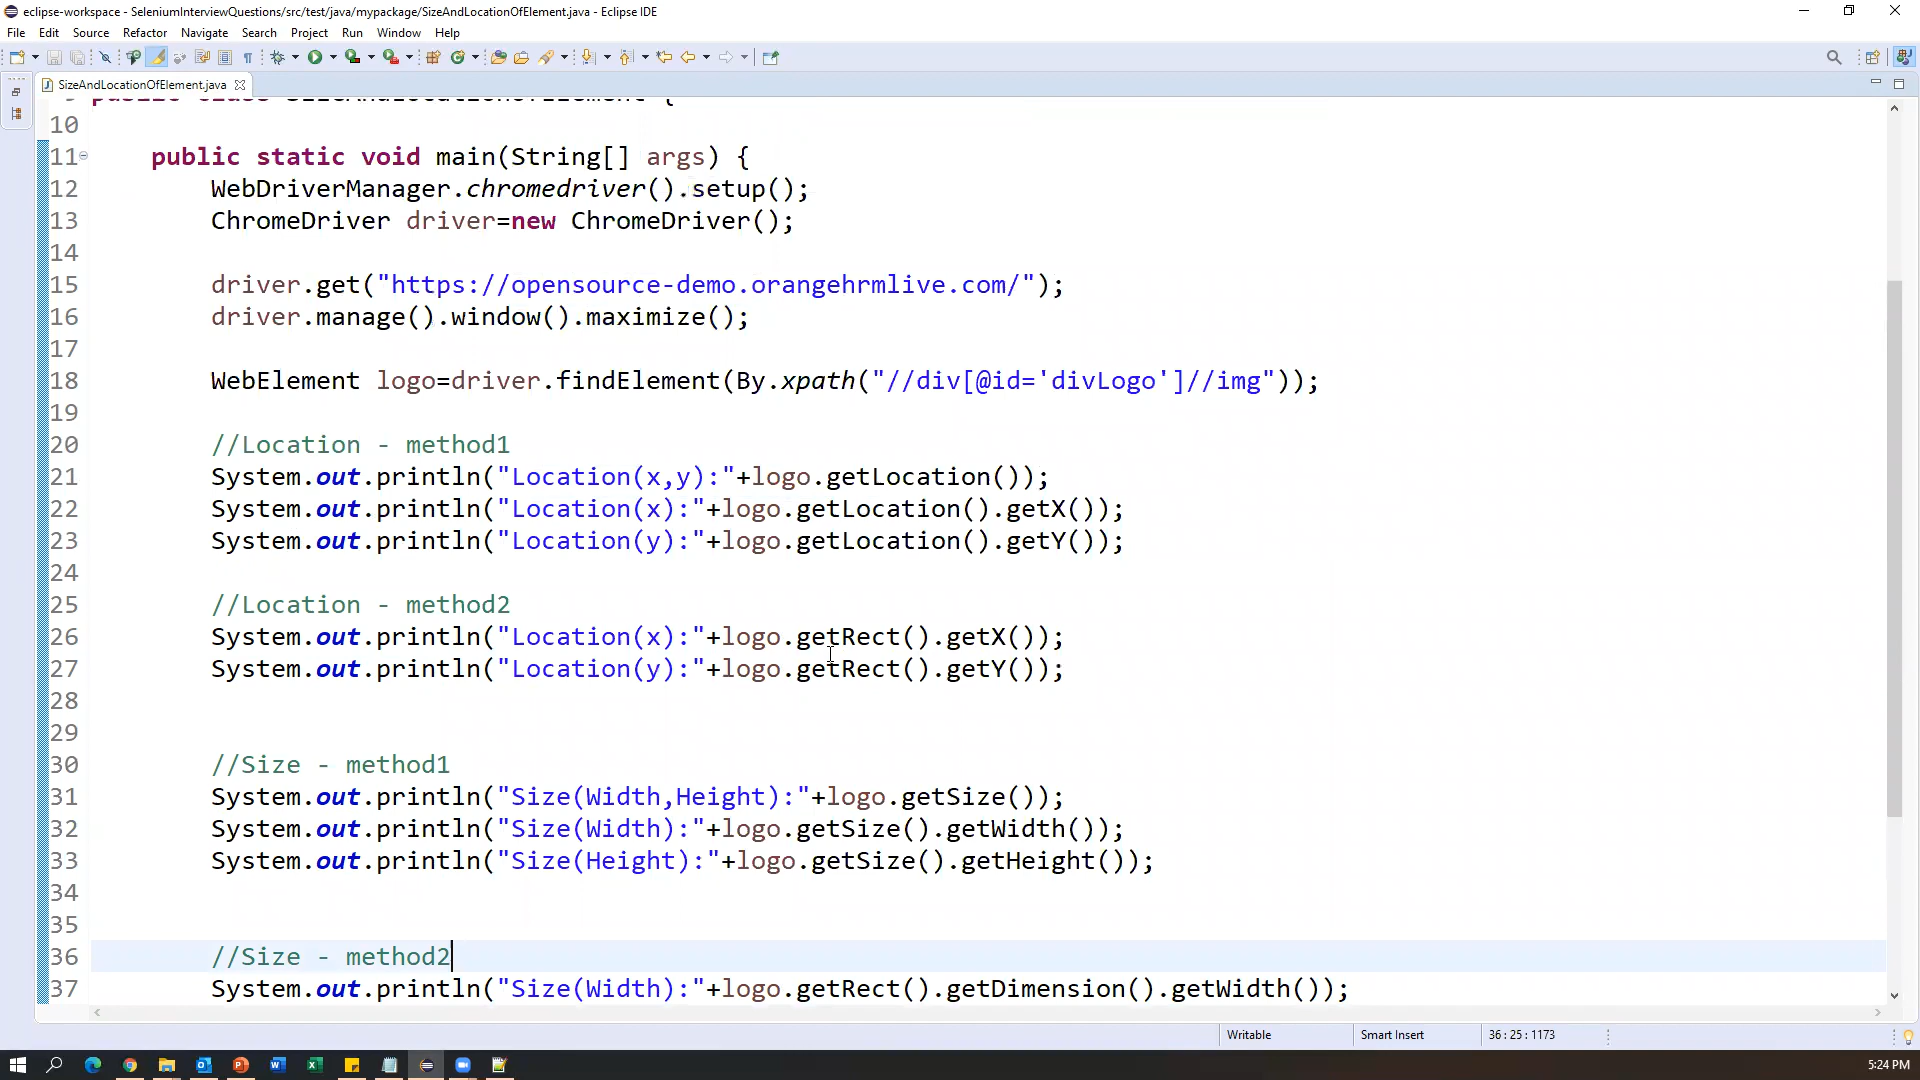 eclipse-workspace - SeleniumInterviewQuestions/src/test/java/mypackage/SizeAndLocationOfElement.java - Eclipse IDE
File Edit Source Refactor Navigate Search Project Run Window Help
SizeAndLocationOfElement.java
9 public class SizeAndLocationOfElement {
10
11 public static void main(String[] args) {
12 WebDriverManager.chromedriver().setup();
13 ChromeDriver driver=new ChromeDriver();
14
15 driver.get("https://opensource-demo.orangehrmlive.com/");
16 driver.manage().window().maximize();
17
18 WebElement logo=driver.findElement(By.xpath("//div[@id='divLogo']//img"));
19
20 //Location - method1
21 System.out.println("Location(x,y):"+logo.getLocation());
22 System.out.println("Location(x):"+logo.getLocation().getX());
23 System.out.println("Location(y):"+logo.getLocation().getY());
24
25 //Location - method2
26 System.out.println("Location(x):"+logo.getRect().getX());
27 System.out.println("Location(y):"+logo.getRect().getY());
28
29
30 //Size - method1
31 System.out.println("Size(Width,Height):"+logo.getSize());
32 System.out.println("Size(Width):"+logo.getSize().getWidth());
33 System.out.println("Size(Height):"+logo.getSize().getHeight());
34
35
36 //Size - method2
37 System.out.println("Size(Width):"+logo.getRect().getDimension().getWidth());
Writable Smart Insert 36 : 25 : 1173
5:24 PM